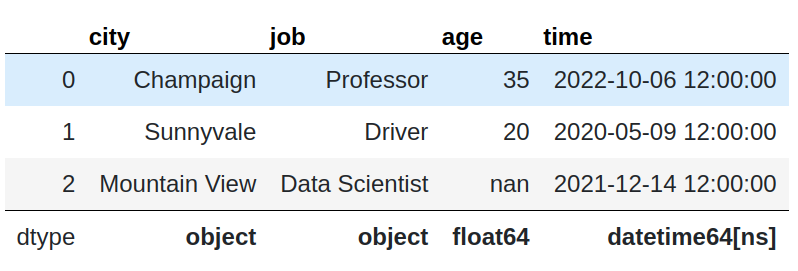 city job age time
0 Champaign Professor 35 2022-10-06 12:00:00
1 Sunnyvale Driver 20 2020-05-09 12:00:00
2 Mountain View Data Scientist nan 2021-12-14 12:00:00
dtype object object float64 datetime64[ns]